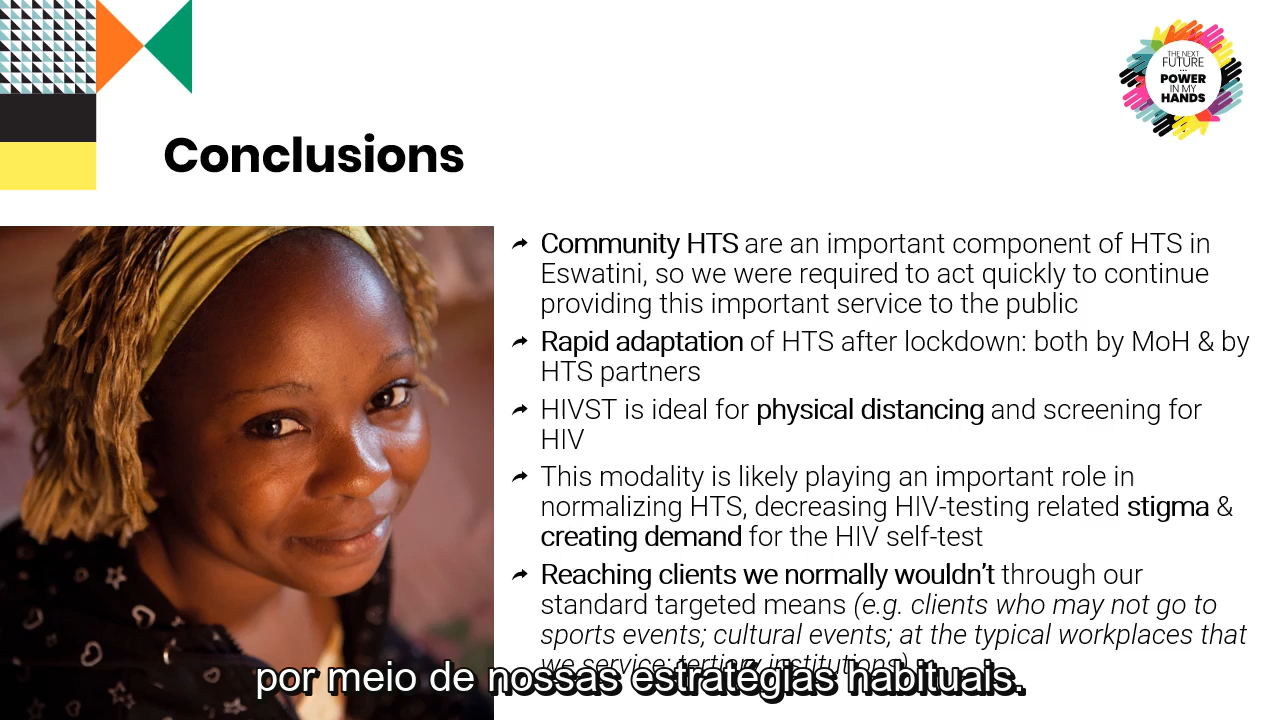 THE NEXT
FUTURE
POWER
IN MY
HANDS
Conclusions
Community HTS are an important component of HTS in
Eswatini, so we were required to act quickly to continue
providing this important service to the public
Rapid adaptation of HTS after lockdown: both by MoH & by
HTS partners
HIVST is ideal for physical distancing and screening for
HIV
This modality is likely playing an important role in
normalizing HTS, decreasing HIV-testing related stigma &
creating demand for the HIV self-test
Reaching clients we normally wouldn’t through our
standard targeted means (e.g. clients who may not go to
sports events; cultural events; at the typical workplaces that
we service; tertiary institutions)
por meio de nossas estratégias habituais.